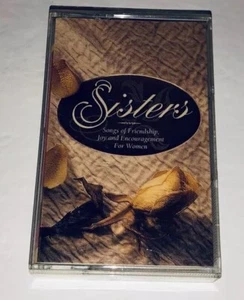 Sisters
Songs of Friendship,
Joy and Encouragement
For Women